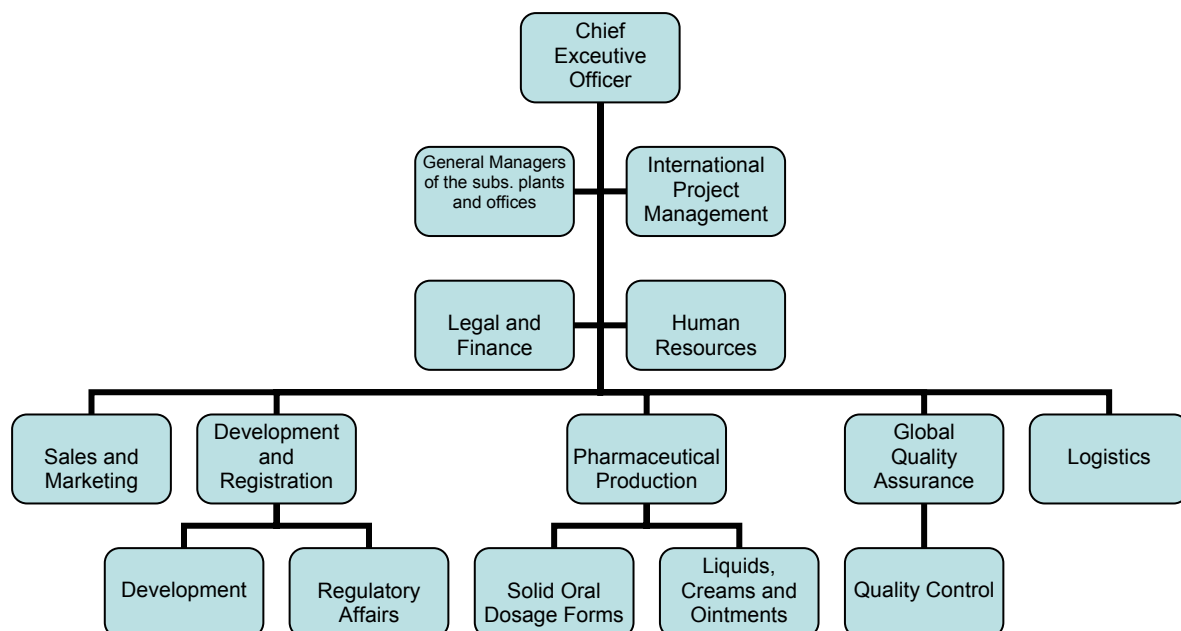 Chief
Exceutive
Officer
General Managers
of the subs. plants
and offices
International
Project
Management
Legal and
Finance
Human
Resources
Sales and
Marketing
Development
and
Registration
Pharmaceutical
Production
Global
Quality
Assurance
Logistics
Development
Regulatory
Affairs
Solid Oral
Dosage Forms
Liquids,
Creams and
Ointments
Quality Control